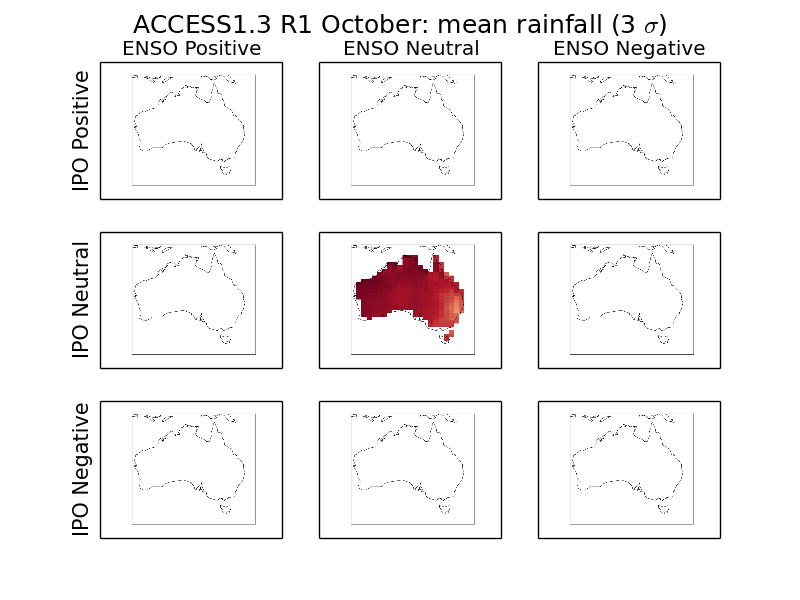 ACCESS1.3 R1 October: mean rainfall (3 σ)
ENSO Positive
ENSO Neutral
ENSO Negative
IPO Positive
IPO Neutral
IPO Negative